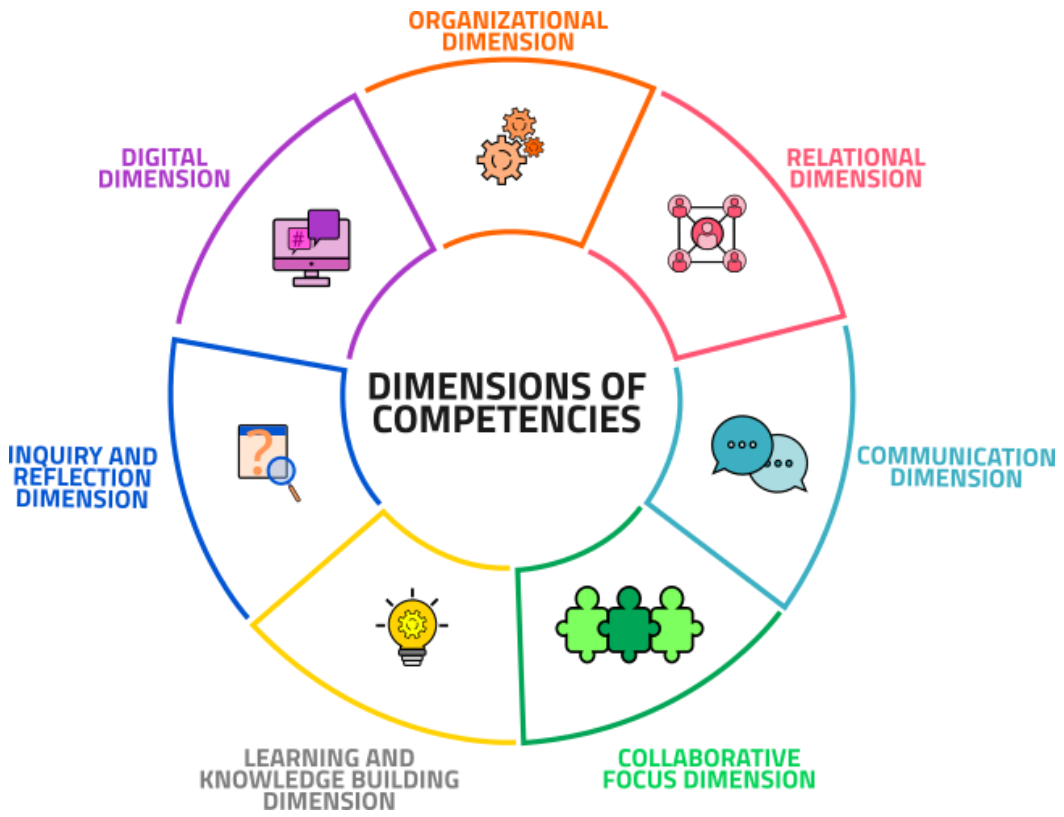 ORGANIZATIONAL
DIMENSION
DIGITAL
DIMENSION
RELATIONAL
DIMENSION
DIMENSIONS OF
COMPETENCIES
INQUIRY AND
REFLECTION
DIMENSION
COMMUNICATION
DIMENSION
LEARNING AND
KNOWLEDGE BUILDING
DIMENSION
COLLABORATIVE
FOCUS DIMENSION
#
?